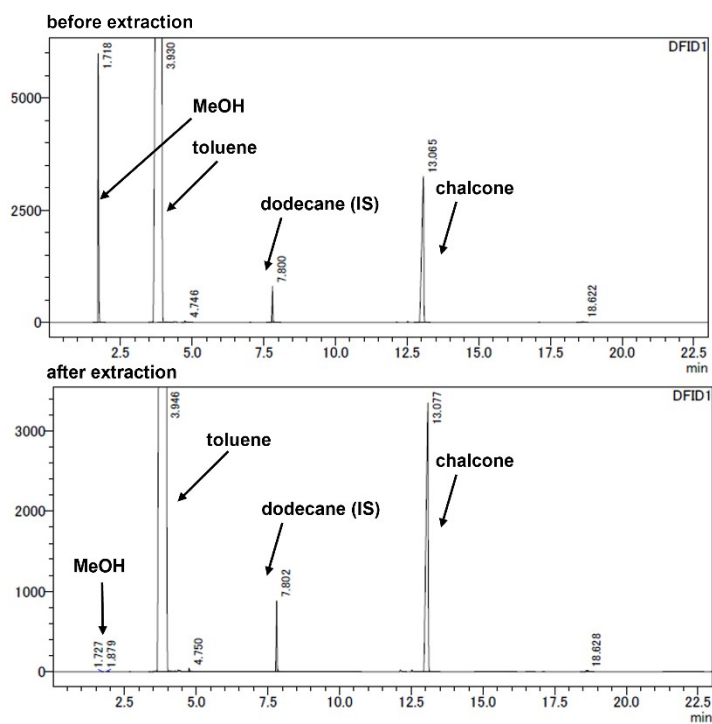 before extraction
DFID1
1.718
3.930
MeOH
toluene
dodecane (IS)
chalcone
13.065
7.800
4.746
18.622
5000
2500
0
2.5 5.0 7.5 10.0 12.5 15.0 17.5 20.0 22.5
min
after extraction
DFID1
3.946
13.077
toluene
chalcone
dodecane (IS)
MeOH
7.802
1.727
1.879
4.750
18.628
3000
2000
1000
0
2.5 5.0 7.5 10.0 12.5 15.0 17.5 20.0 22.5
min